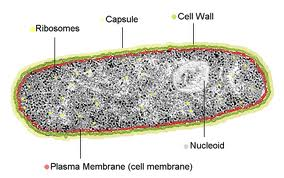 Capsule
Cell Wall
Ribosomes
Nucleoid
Plasma Membrane (cell membrane)